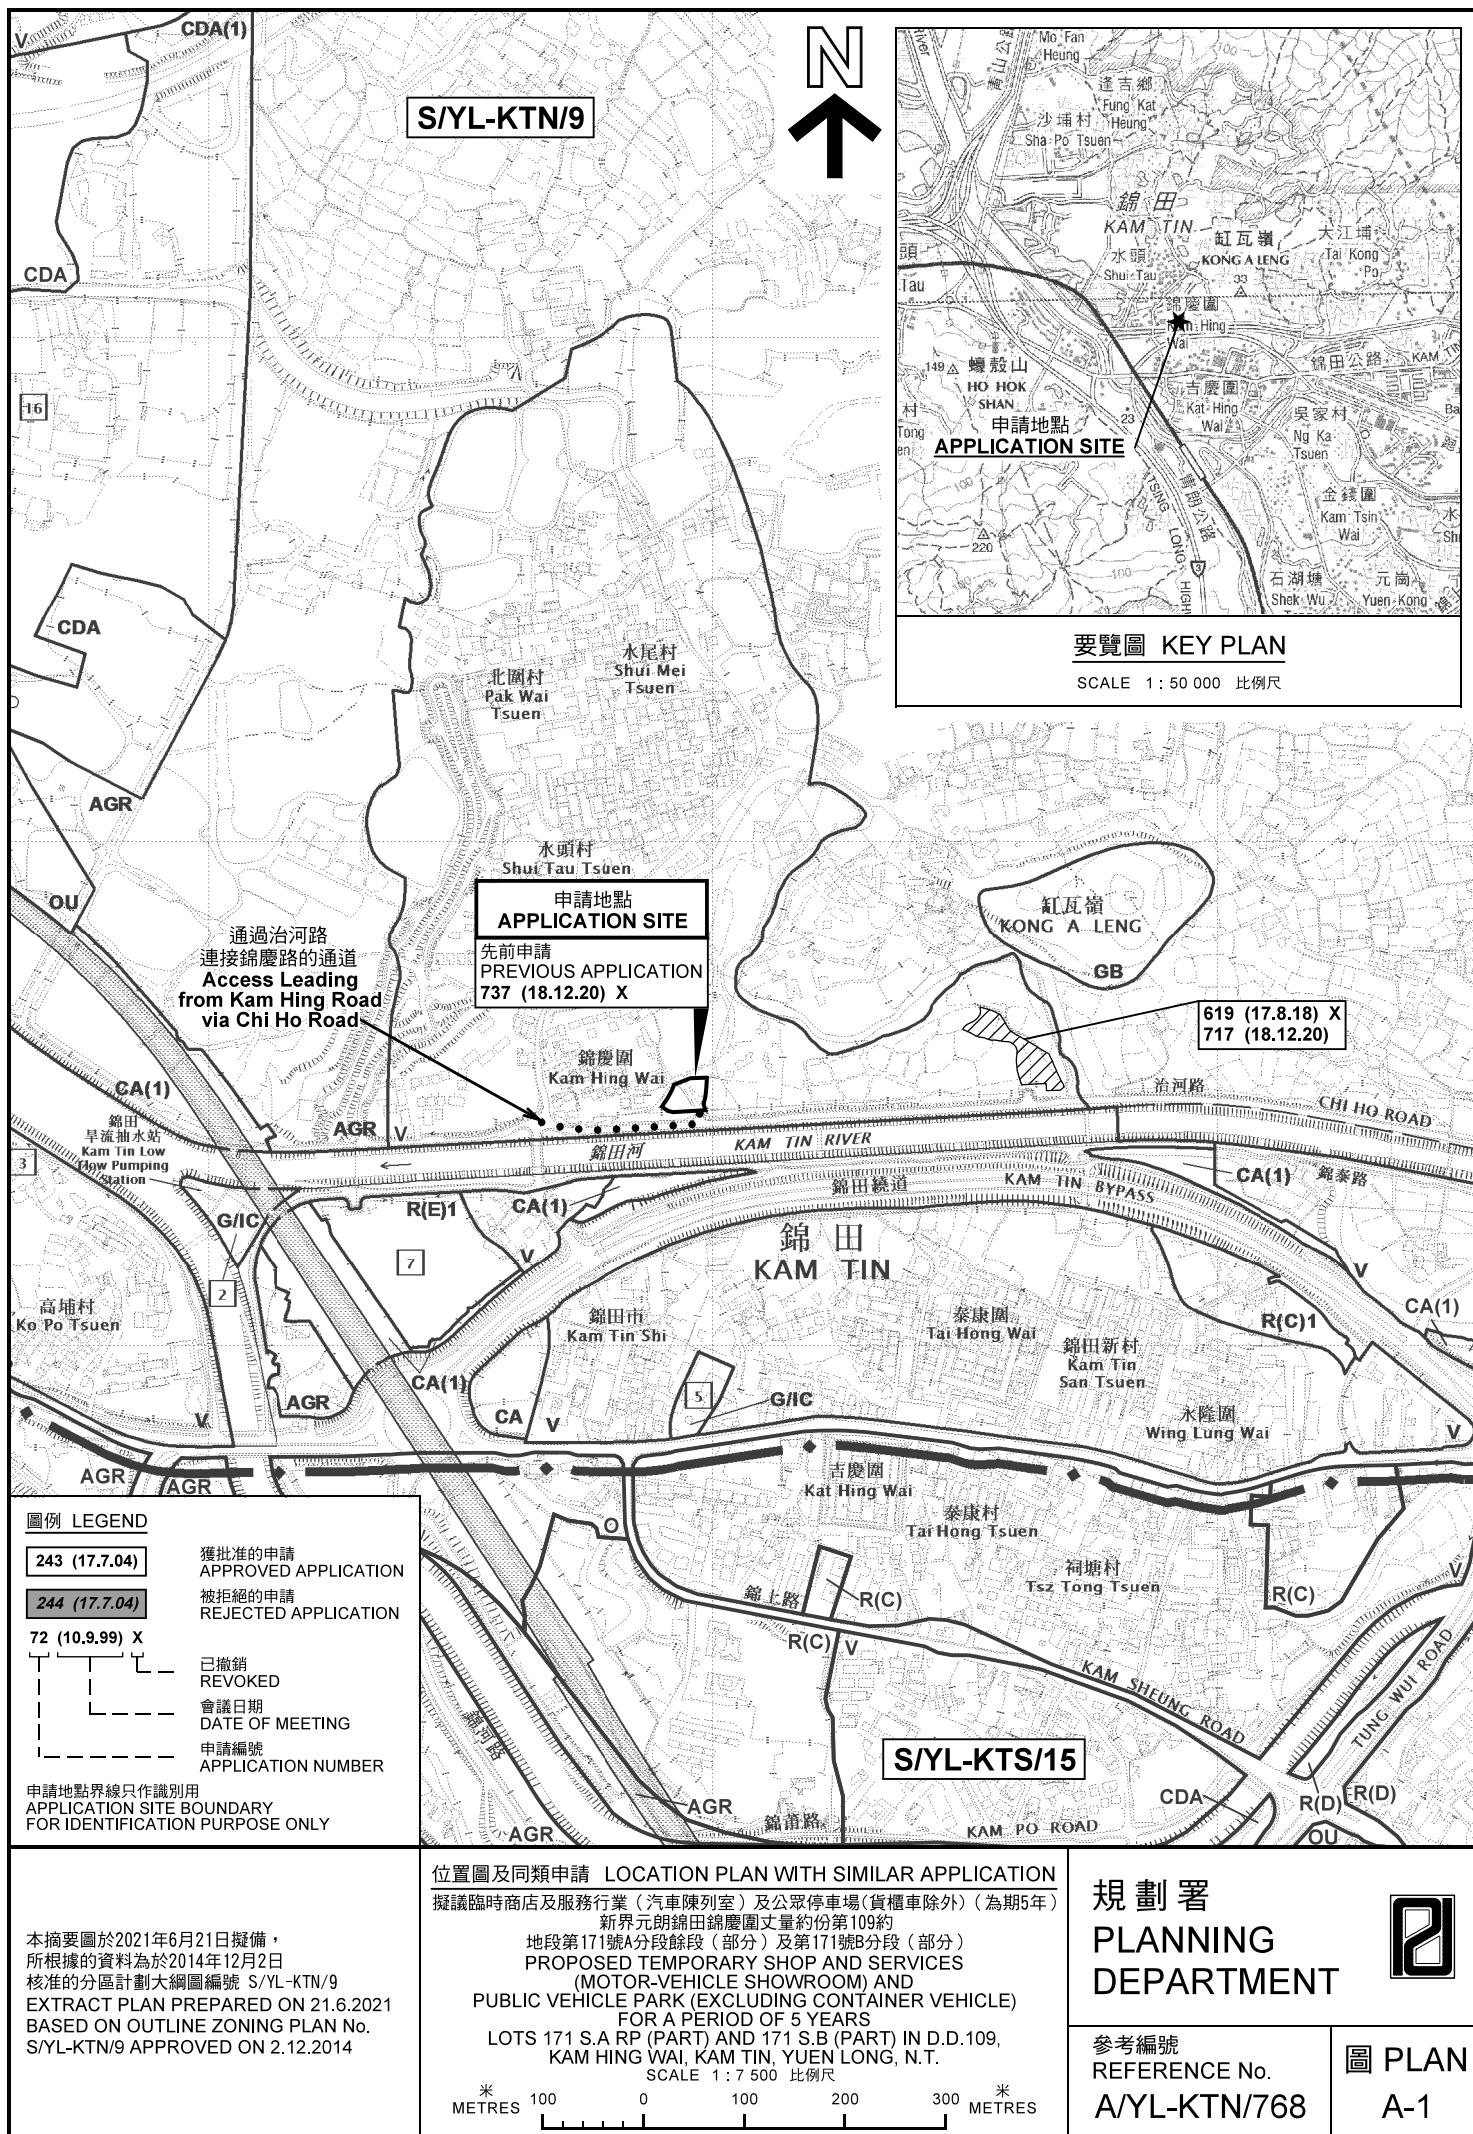 V
CDA(1)
S/YL-KTN/9
N
CDA
16
CDA
AGR
OU
北圍村
Pak Wai
Tsuen
水尾村
Shui Mei
Tsuen
水頭村
Shui Tau Tsuen
申請地點
APPLICATION SITE
先前申請
PREVIOUS APPLICATION
737 (18.12.20) X
通過治河路
連接錦慶路的通道
Access Leading
from Kam Hing Road
via Chi Ho Road
錦慶圍
Kam Hing Wai
缸瓦嶺
KONG A LENG
GB
619 (17.8.18) X
717 (18.12.20)
治河路
CHI HO ROAD
CA(1)
錦田
旱流抽水站
Kam Tin Low
Flow Pumping
Station
3
AGR
V
錦田河
KAM TIN RIVER
錦田繞道
KAM TIN BYPASS
CA(1)
錦泰路
G/IC
R(E)1
CA(1)
V
7
2
錦田
KAM TIN
高埔村
Ko Po Tsuen
錦田市
Kam Tin Shi
泰康圍
Tai Hong Wai
錦田新村
Kam Tin
San Tsuen
R(C)1
V
CA(1)
CA(1)
AGR
V
CA
V
5
G/IC
永隆圍
Wing Lung Wai
V
AGR
AGR
吉慶圍
Kat Hing Wai
泰康村
Tai Hong Tsuen
祠塘村
Tsz Tong Tsuen
O
錦上路
R(C)
R(C)
V
R(C)
V
KAM SHEUNG ROAD
TUNG WUI ROAD
錦河路
S/YL-KTS/15
AGR
AGR
錦莆路
KAM PO ROAD
CDA
R(D)
R(D)
OU
River
青山公路
Mo Fan
Heung
逢吉鄉
Fung Kat
Heung
沙埔村
Sha Po Tsuen
100
錦田
KAM TIN
缸瓦嶺
KONG A LENG
33
大江埔
Tai Kong
Po
頭
Tau
水頭
Shui Tau
錦慶圍
Kam Hing
Wai
149
蠔殼山
HO HOK
SHAN
錦田公路
KAM TIN
吉慶圍
Kat Hing
Wai
23
吳家村
Ng Ka
Tsuen
Ba
村
Tong
en
申請地點
APPLICATION SITE
100
220
100
TSING LONG HIGH
青朗公路
3
金錢圍
Kam Tsin
Wai
水
Sh
石湖塘
Shek Wu
元崗
Yuen Kong
要覽圖 KEY PLAN
SCALE 1 : 50 000 比例尺
圖例 LEGEND
243 (17.7.04)
獲批准的申請
APPROVED APPLICATION
244 (17.7.04)
被拒絕的申請
REJECTED APPLICATION
72 (10.9.99) X
已撤銷
REVOKED
會議日期
DATE OF MEETING
申請編號
APPLICATION NUMBER
申請地點界線只作識別用
APPLICATION SITE BOUNDARY
FOR IDENTIFICATION PURPOSE ONLY
本摘要圖於2021年6月21日擬備，
所根據的資料為於2014年12月2日
核准的分區計劃大綱圖編號 S/YL-KTN/9
EXTRACT PLAN PREPARED ON 21.6.2021
BASED ON OUTLINE ZONING PLAN No.
S/YL-KTN/9 APPROVED ON 2.12.2014
位置圖及同類申請 LOCATION PLAN WITH SIMILAR APPLICATION
擬議臨時商店及服務行業（汽車陳列室）及公眾停車場(貨櫃車除外)（為期5年）
新界元朗錦田錦慶圍丈量約份第109約
地段第171號A分段餘段（部分）及第171號B分段（部分）
PROPOSED TEMPORARY SHOP AND SERVICES
(MOTOR-VEHICLE SHOWROOM) AND
PUBLIC VEHICLE PARK (EXCLUDING CONTAINER VEHICLE)
FOR A PERIOD OF 5 YEARS
LOTS 171 S.A RP (PART) AND 171 S.B (PART) IN D.D.109,
KAM HING WAI, KAM TIN, YUEN LONG, N.T.
SCALE 1 : 7 500 比例尺
米
METRES
100 0 100 200 300
米
METRES
規劃署
PLANNING
DEPARTMENT
參考編號
REFERENCE No.
A/YL-KTN/768
圖 PLAN
A-1